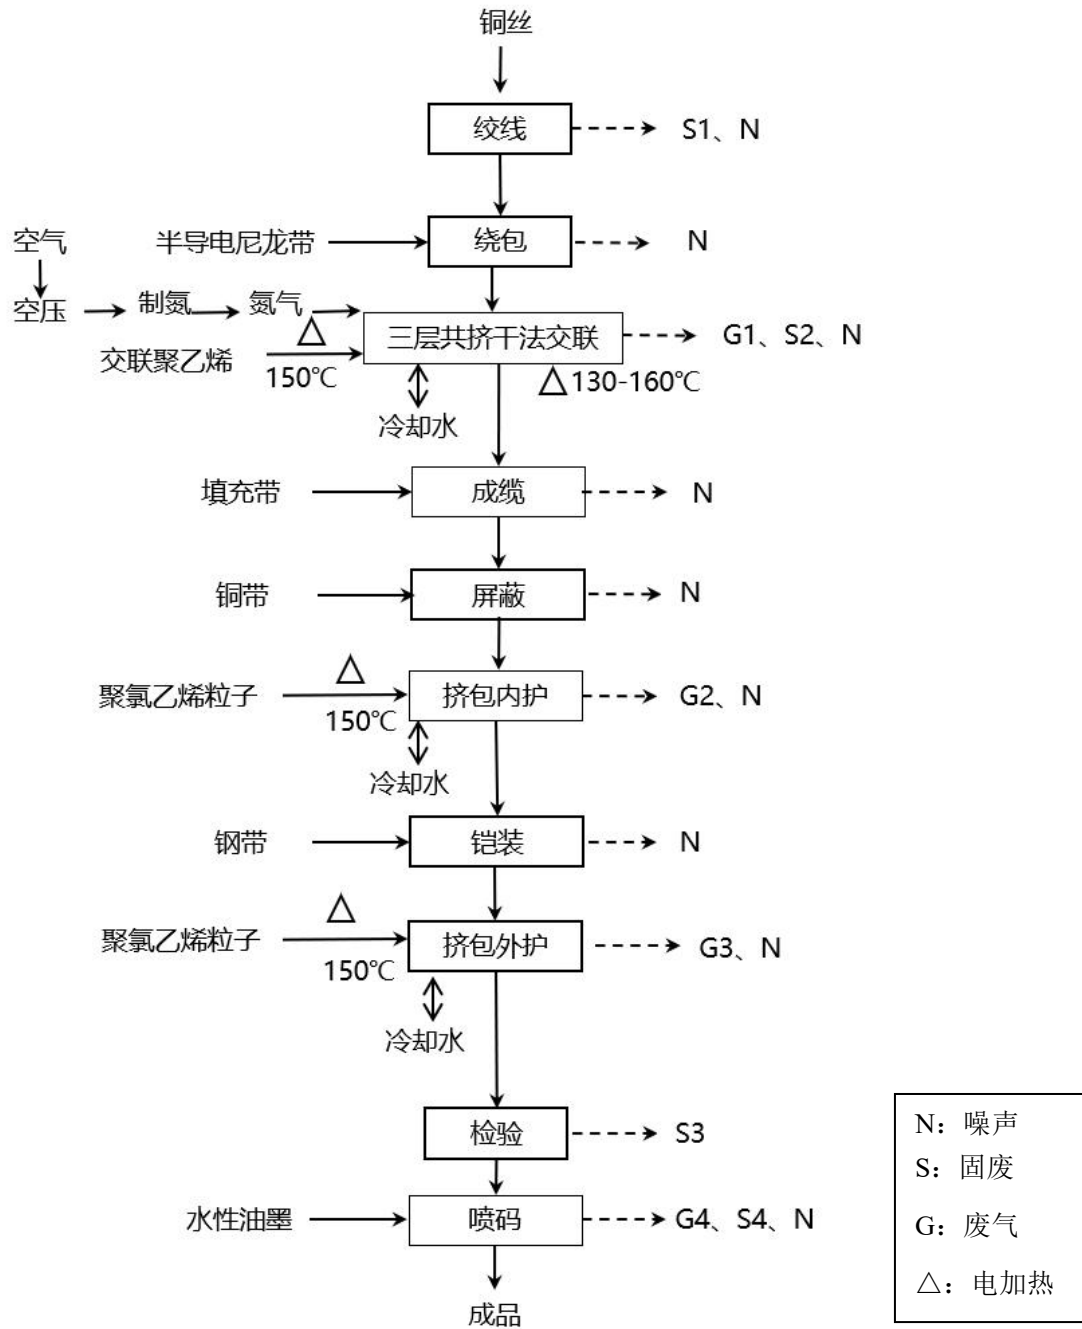 铜丝
绞线
S1、N
半导电尼龙带
绕包
N
空气
空压
制氮
氮气
三层共挤干法交联
G1、S2、N
交联聚乙烯
△
150℃
△130-160℃
冷却水
填充带
成缆
N
铜带
屏蔽
N
△
聚氯乙烯粒子
150℃
挤包内护
G2、N
冷却水
钢带
铠装
N
△
聚氯乙烯粒子
150℃
挤包外护
G3、N
冷却水
检验
S3
水性油墨
喷码
G4、S4、N
成品
N：噪声
S：固废
G：废气
△：电加热